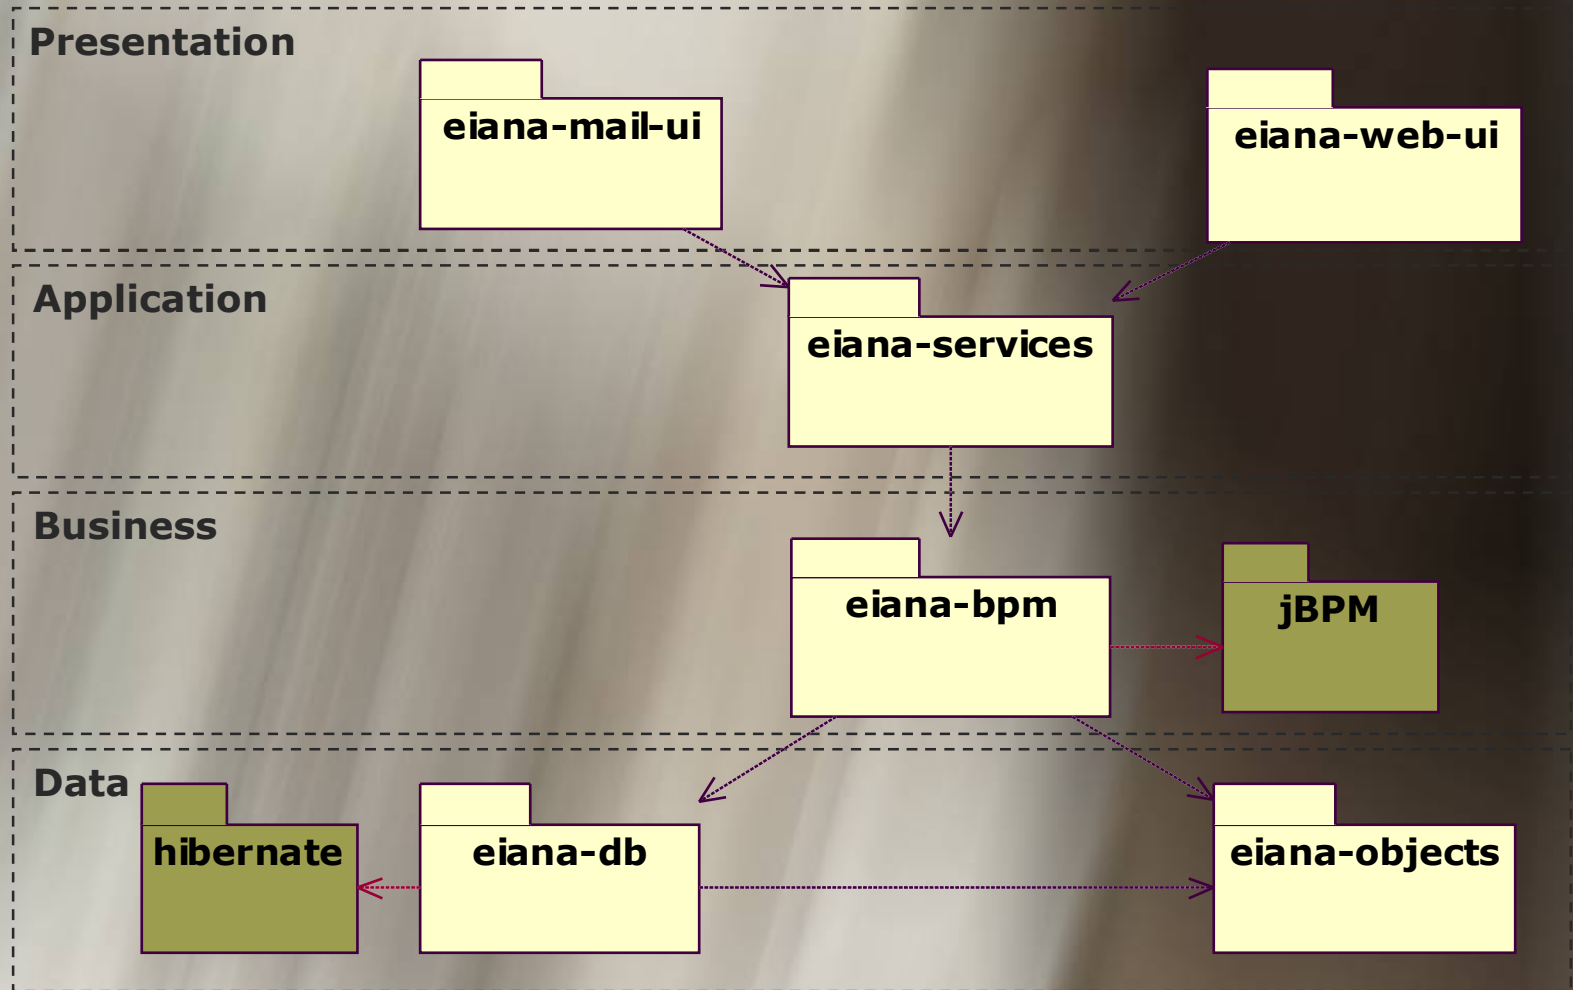 Presentation
eiana-mail-ui
eiana-web-ui
Application
eiana-services
Business
eiana-bpm
jBPM
Data
hibernate
eiana-db
eiana-objects